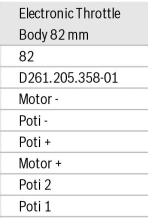 Electronic Throttle
Body 82 mm
82
D261.205.358-01
Motor -
Poti -
Poti +
Motor +
Poti 2
Poti 1